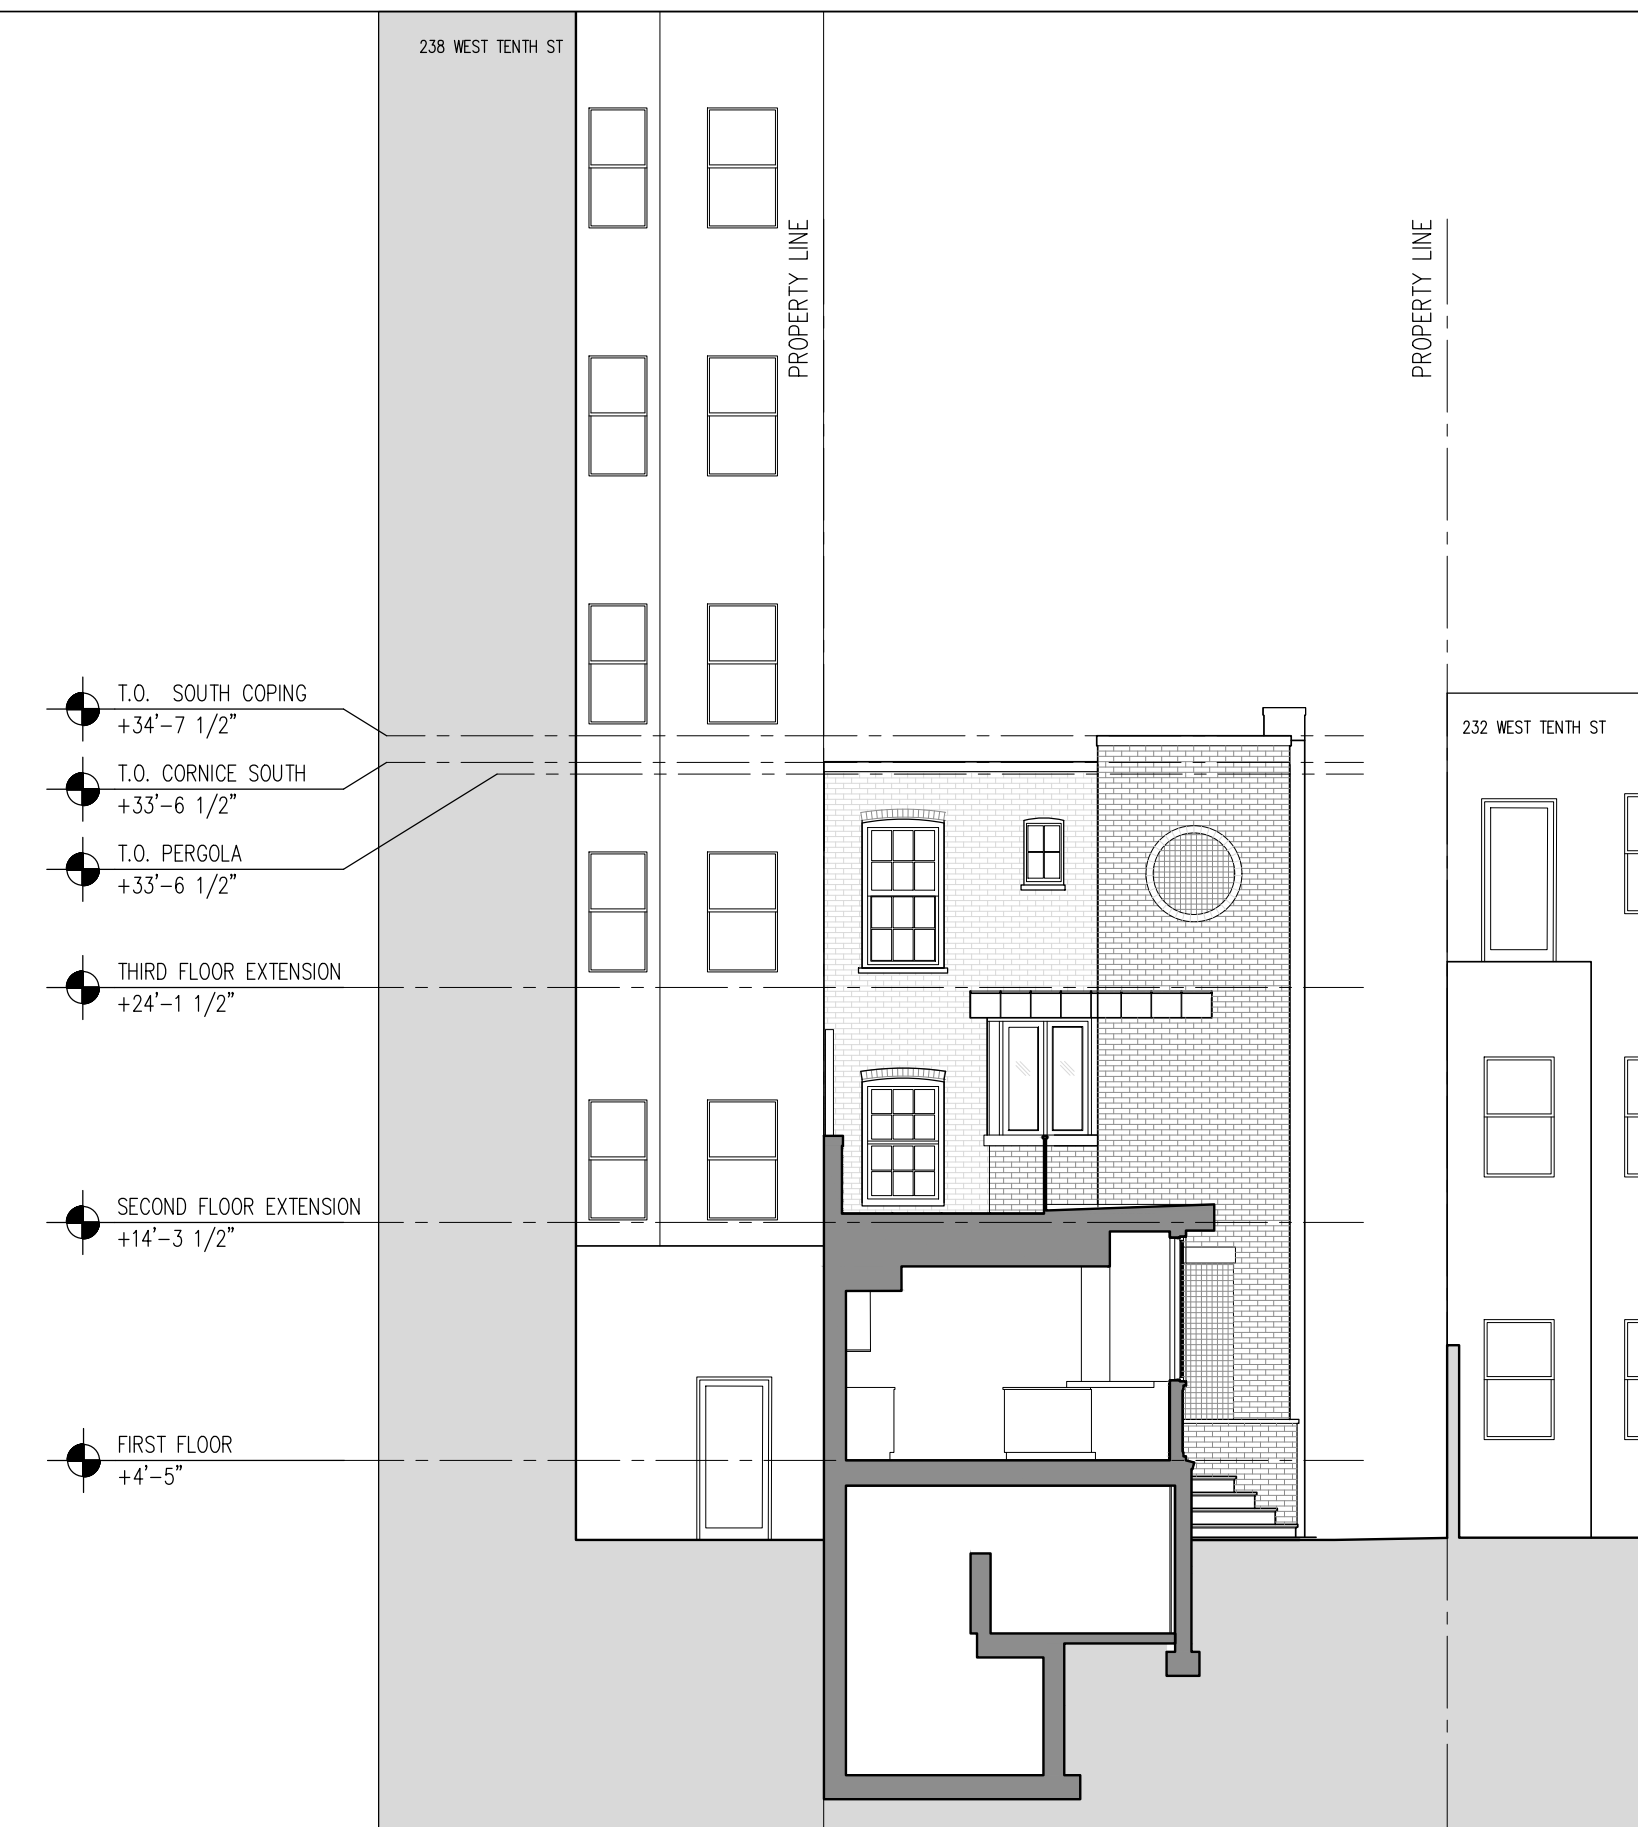 238 WEST TENTH ST
PROPERTY LINE
PROPERTY LINE
T.O. SOUTH COPING
+34'-7 1/2"
232 WEST TENTH ST
T.O. CORNICE SOUTH
+33'-6 1/2"
T.O. PERGOLA
+33'-6 1/2"
THIRD FLOOR EXTENSION
+24'-1 1/2"
SECOND FLOOR EXTENSION
+14'-3 1/2"
FIRST FLOOR
+4'-5"